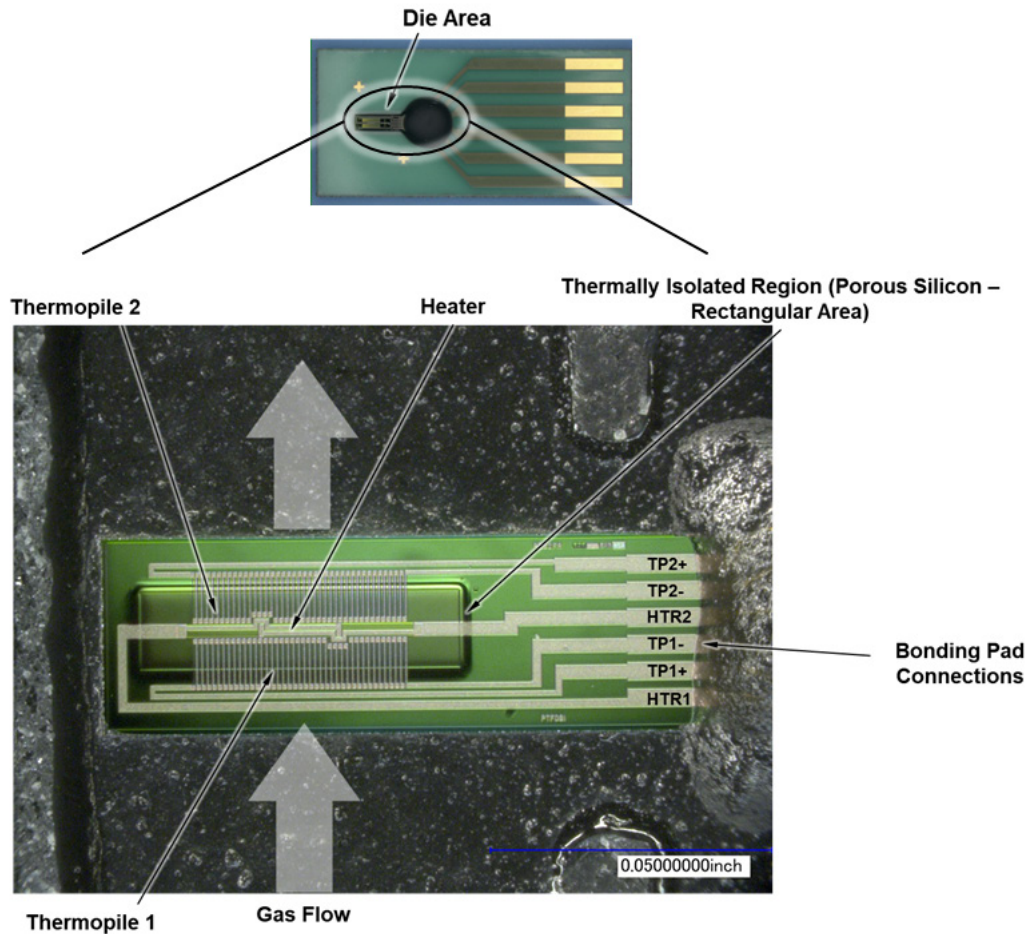 Die Area
Thermopile 2
Heater
Thermally Isolated Region (Porous Silicon –
Rectangular Area)
TP2+
TP2-
HTR2
TP1-
TP1+
HTR1
Bonding Pad
Connections
0.05000000inch
Thermopile 1
Gas Flow